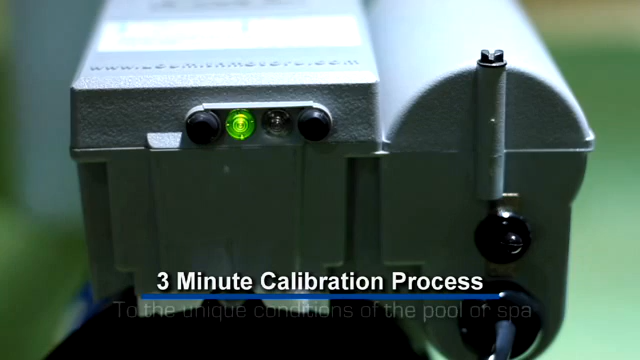 3 Minute Calibration Process
To the unique conditions of the pool or spa